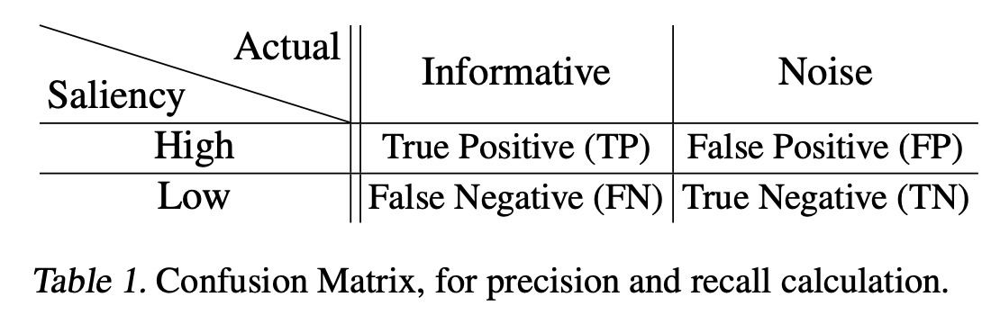 Actual
Saliency
Informative
Noise
High
True Positive (TP)
False Positive (FP)
Low
False Negative (FN)
True Negative (TN)
Table 1. Confusion Matrix, for precision and recall calculation.